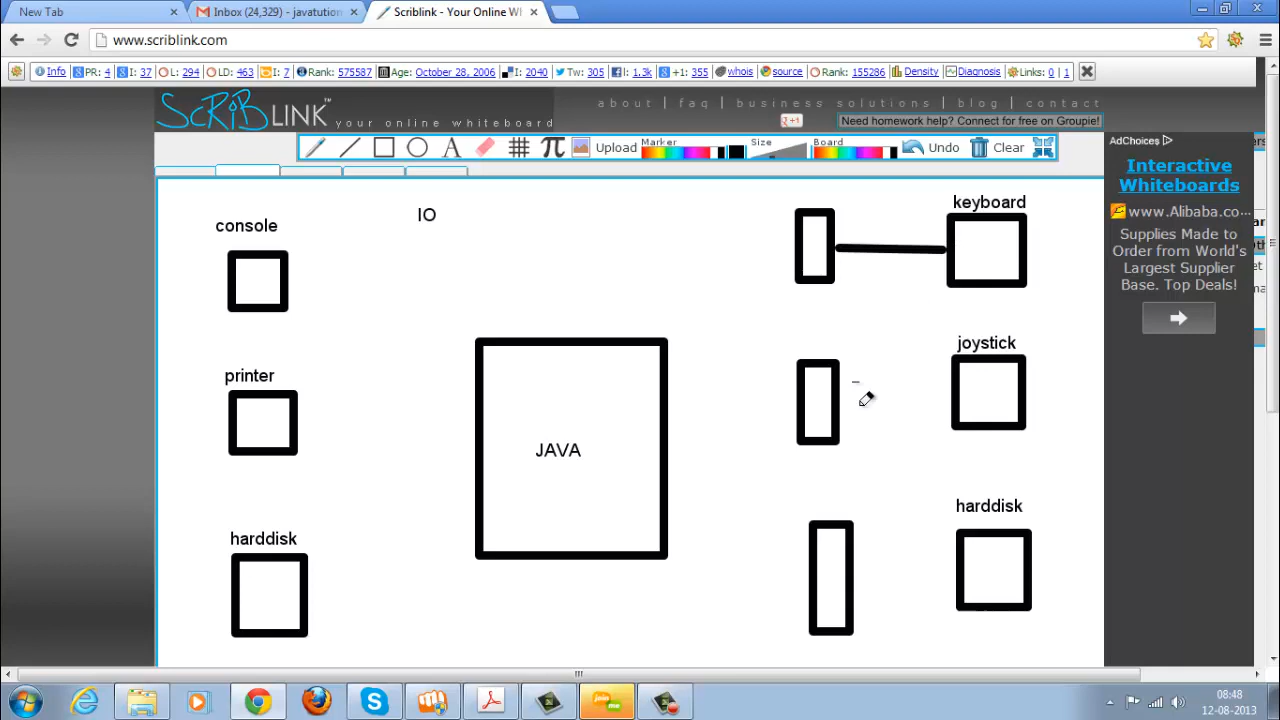 New Tab
Inbox (24,329) - javatution
Scriblink - Your Online Wh
www.scriblink.com
Info PR: 4 I: 37 L: 294 LD: 463 I: 7 Rank: 575587 Age: October 28, 2006 I: 2040 Tw: 305 I: 1.3k +1: 355 whois source Rank: 155286 Density Diagnosis Links: 0 | 1
SCRIBLINK™
your online whiteboard
about | faq | business solutions | blog | contact
+1
Need homework help? Connect for free on Groupie!
A π Upload Marker Size Board Undo Clear
AdChoices
Interactive
Whiteboards
www.Alibaba.co...
Supplies Made to
Order from World's
Largest Supplier
Base. Top Deals!
IO
console
keyboard
joystick
printer
JAVA
harddisk
harddisk
08:48
12-08-2013